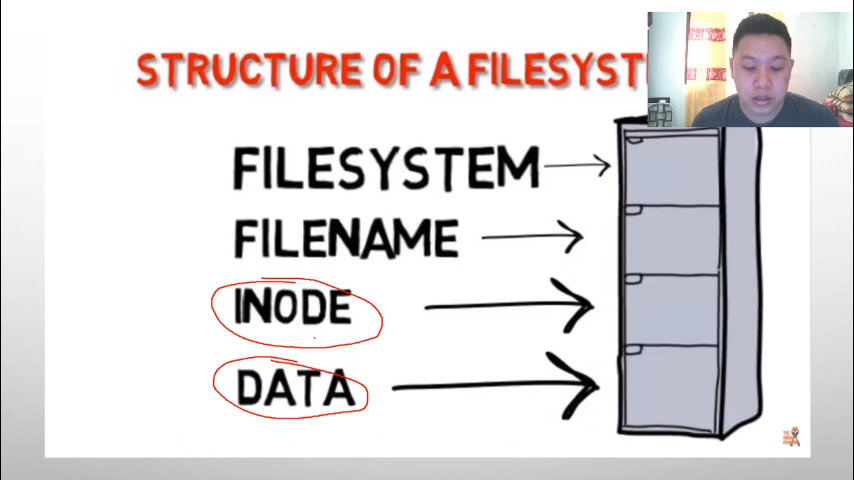 STRUCTURE OF A FILESYST
FILESYSTEM
FILENAME
INODE
DATA